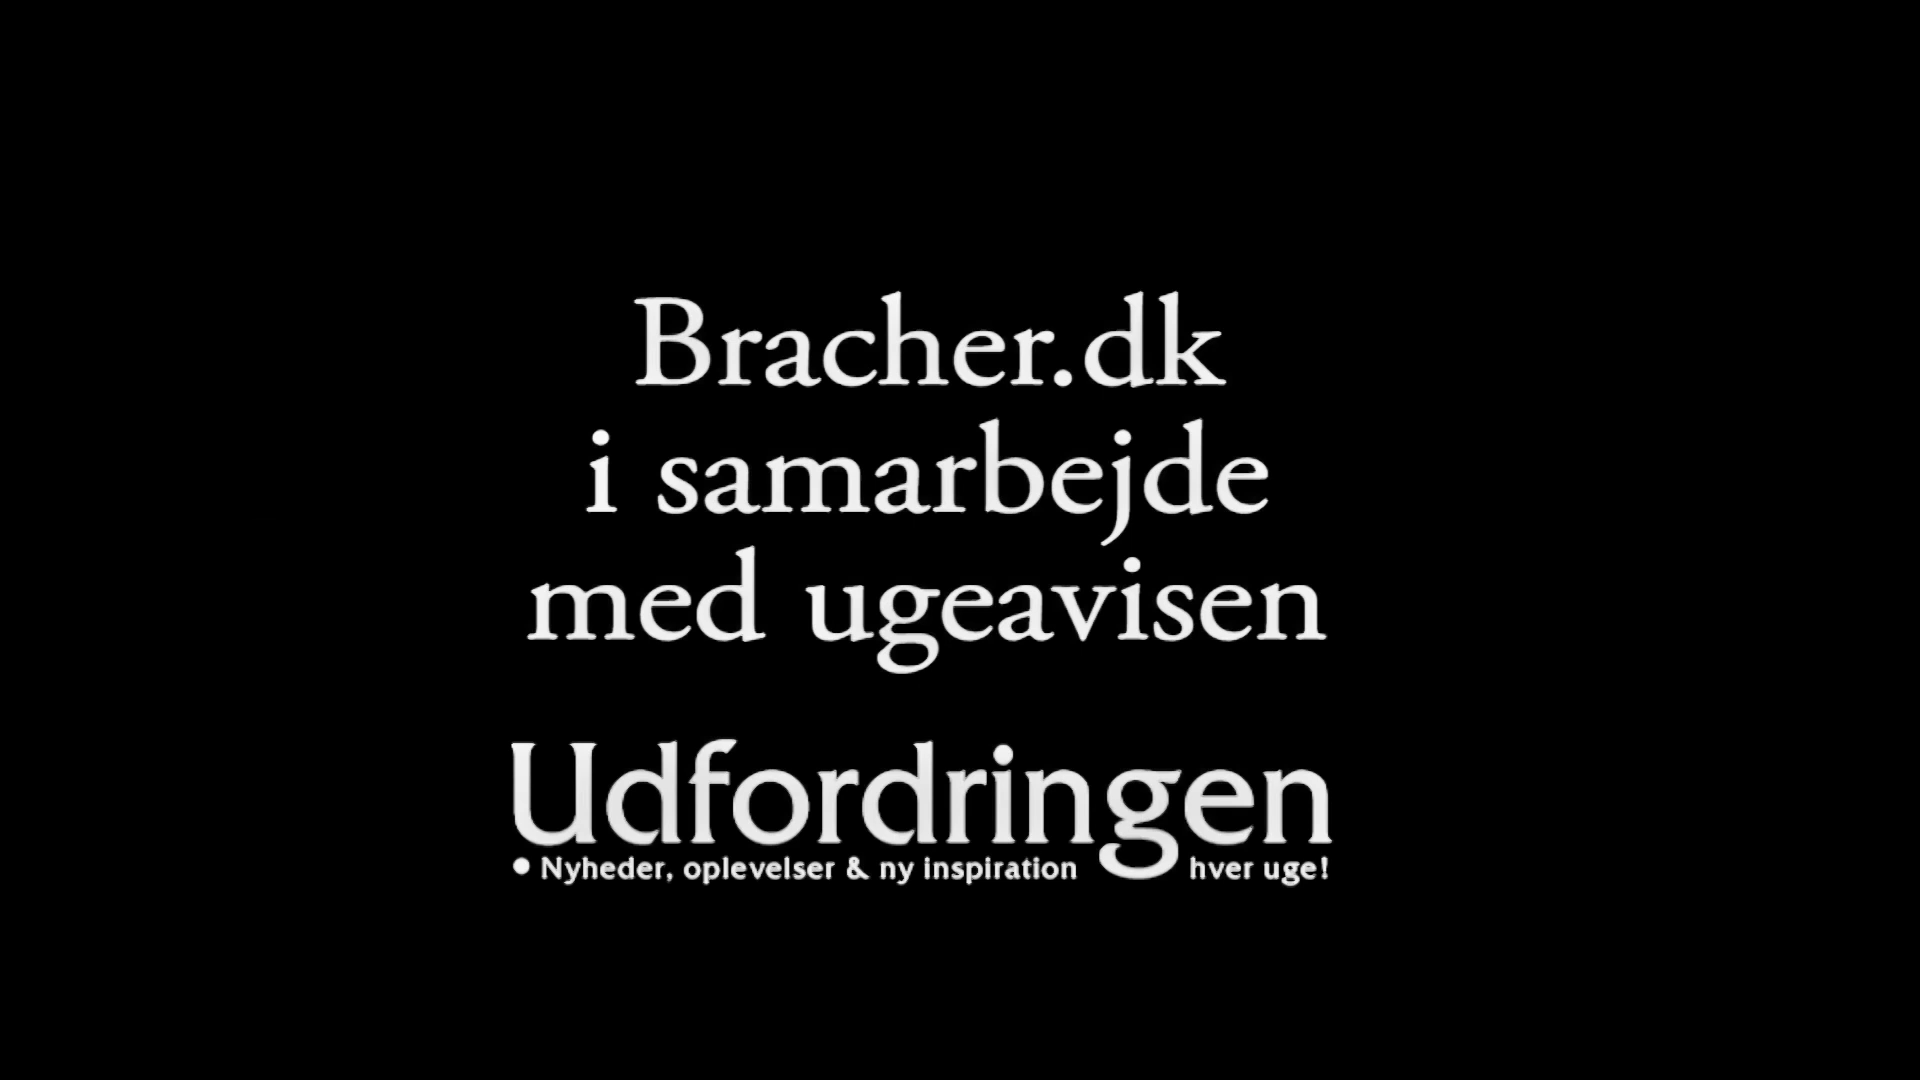 Bracher.dk
i samarbejde
med ugeavisen
Udfordringen
• Nyheder, oplevelser & ny inspiration hver uge!